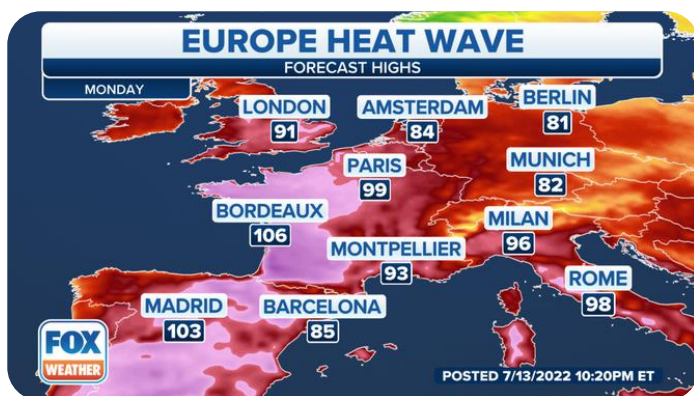 EUROPE HEAT WAVE
FORECAST HIGHS
MONDAY
LONDON
91
AMSTERDAM
84
BERLIN
81
PARIS
99
MUNICH
82
BORDEAUX
106
MILAN
96
MONTPELLIER
93
ROME
98
MADRID
103
BARCELONA
85
FOX
WEATHER
POSTED 7/13/2022 10:20PM ET